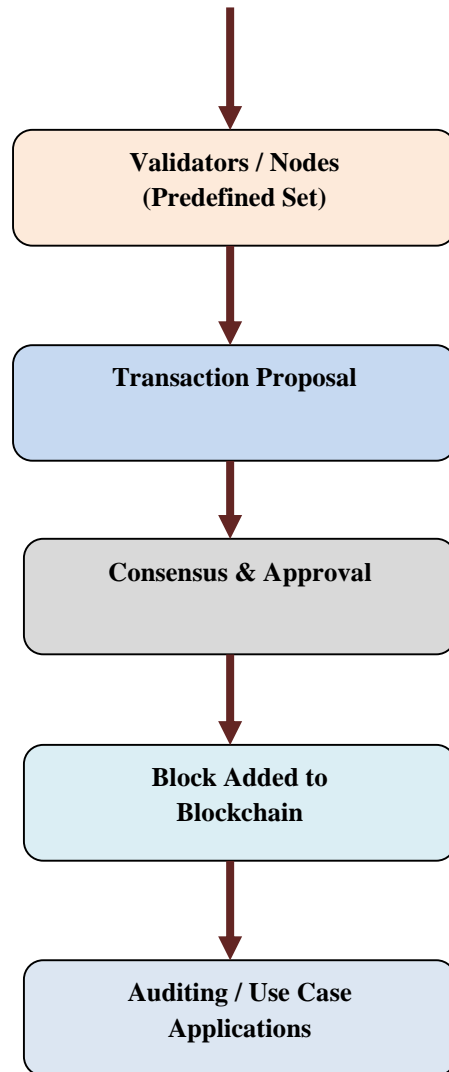 Validators / Nodes
(Predefined Set)
Transaction Proposal
Consensus & Approval
Block Added to
Blockchain
Auditing / Use Case
Applications